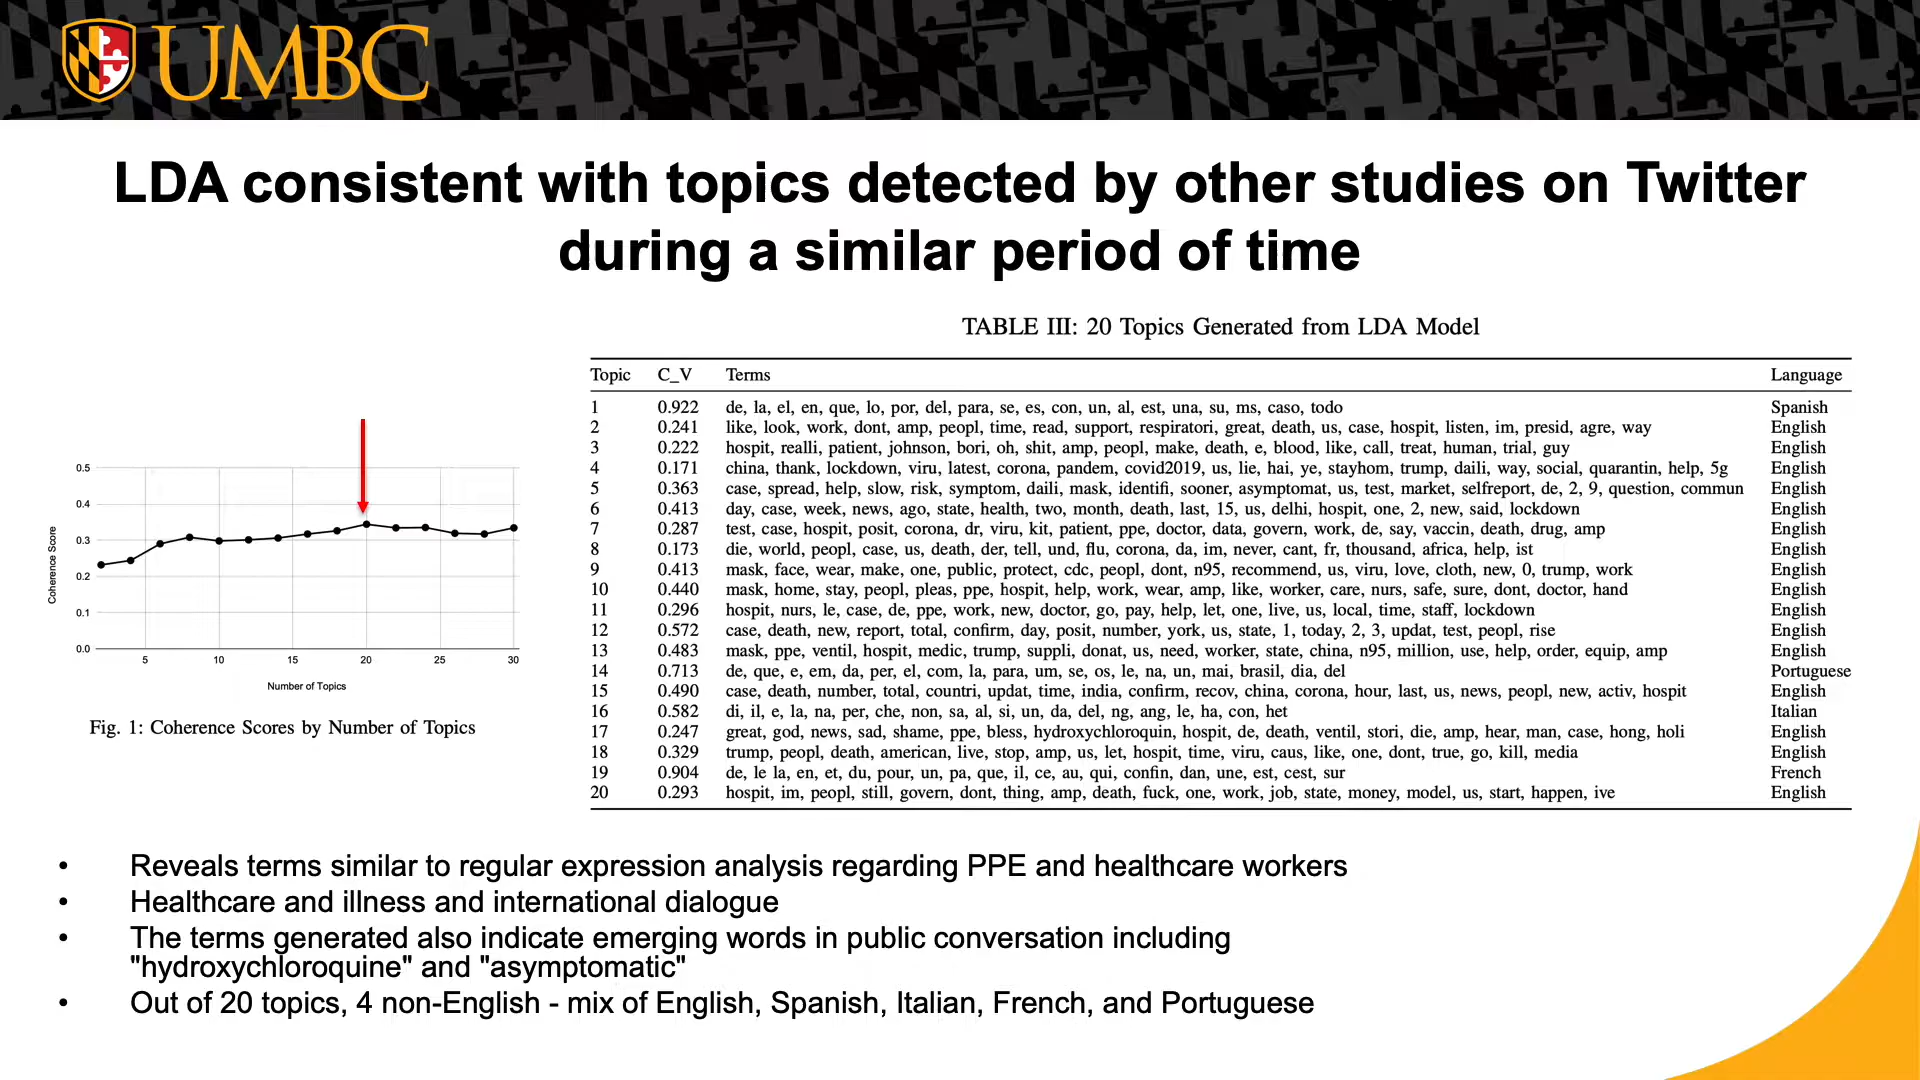 UMBC
LDA consistent with topics detected by other studies on Twitter
during a similar period of time
TABLE III: 20 Topics Generated from LDA Model
Topic C_V Terms Language
1 0.922 de, la, el, en, que, lo, por, del, para, se, es, con, un, al, est, una, su, ms, caso, todo Spanish
2 0.241 like, look, work, dont, amp, peopl, time, read, support, respiratori, great, death, us, case, hospit, listen, im, presid, agre, way English
3 0.222 hospit, realli, patient, johnson, bori, oh, shit, amp, peopl, make, death, e, blood, like, call, treat, human, trial, guy English
4 0.171 china, thank, lockdown, viru, latest, corona, pandem, covid2019, us, lie, hai, ye, stayhom, trump, daili, way, social, quarantin, help, 5g English
5 0.363 case, spread, help, slow, risk, symptom, daili, mask, identifi, sooner, asymptomat, us, test, market, selfreport, de, 2, 9, question, commun English
6 0.413 day, case, week, news, ago, state, health, two, month, death, last, 15, us, delhi, hospit, one, 2, new, said, lockdown English
7 0.287 test, case, hospit, posit, corona, dr, viru, kit, patient, ppe, doctor, data, govern, work, de, say, vaccin, death, drug, amp English
8 0.173 die, world, peopl, case, us, death, der, tell, und, flu, corona, da, im, never, cant, fr, thousand, africa, help, ist English
9 0.413 mask, face, wear, make, one, public, protect, cdc, peopl, dont, n95, recommend, us, viru, love, cloth, new, 0, trump, work English
10 0.440 mask, home, stay, peopl, pleas, ppe, hospit, help, work, wear, amp, like, worker, care, nurs, safe, sure, dont, doctor, hand English
11 0.296 hospit, nurs, le, case, de, ppe, work, new, doctor, go, pay, help, let, one, live, us, local, time, staff, lockdown English
12 0.572 case, death, new, report, total, confirm, day, posit, number, york, us, state, 1, today, 2, 3, updat, test, peopl, rise English
13 0.483 mask, ppe, ventil, hospit, medic, trump, suppli, donat, us, need, worker, state, china, n95, million, use, help, order, equip, amp English
14 0.713 de, que, e, em, da, per, el, com, la, para, um, se, os, le, na, un, mai, brasil, dia, del Portuguese
15 0.490 case, death, number, total, countri, updat, time, india, confirm, recov, china, corona, hour, last, us, news, peopl, new, activ, hospit English
16 0.582 di, il, e, la, na, per, che, non, sa, al, si, un, da, del, ng, ang, le, ha, con, het Italian
17 0.247 great, god, news, sad, shame, ppe, bless, hydroxychloroquin, hospit, de, death, ventil, stori, die, amp, hear, man, case, hong, holi English
18 0.329 trump, peopl, death, american, live, stop, amp, us, let, hospit, time, viru, caus, like, one, dont, true, go, kill, media English
19 0.904 de, le la, en, et, du, pour, un, pa, que, il, ce, au, qui, confin, dan, une, est, cest, sur French
20 0.293 hospit, im, peopl, still, govern, dont, thing, amp, death, fuck, one, work, job, state, money, model, us, start, happen, ive English
Coherence Score
0.5
0.4
0.3
0.2
0.1
0.0
5 10 15 20 25 30
Number of Topics
Fig. 1: Coherence Scores by Number of Topics
• Reveals terms similar to regular expression analysis regarding PPE and healthcare workers
• Healthcare and illness and international dialogue
• The terms generated also indicate emerging words in public conversation including
"hydroxychloroquine" and "asymptomatic"
• Out of 20 topics, 4 non-English - mix of English, Spanish, Italian, French, and Portuguese